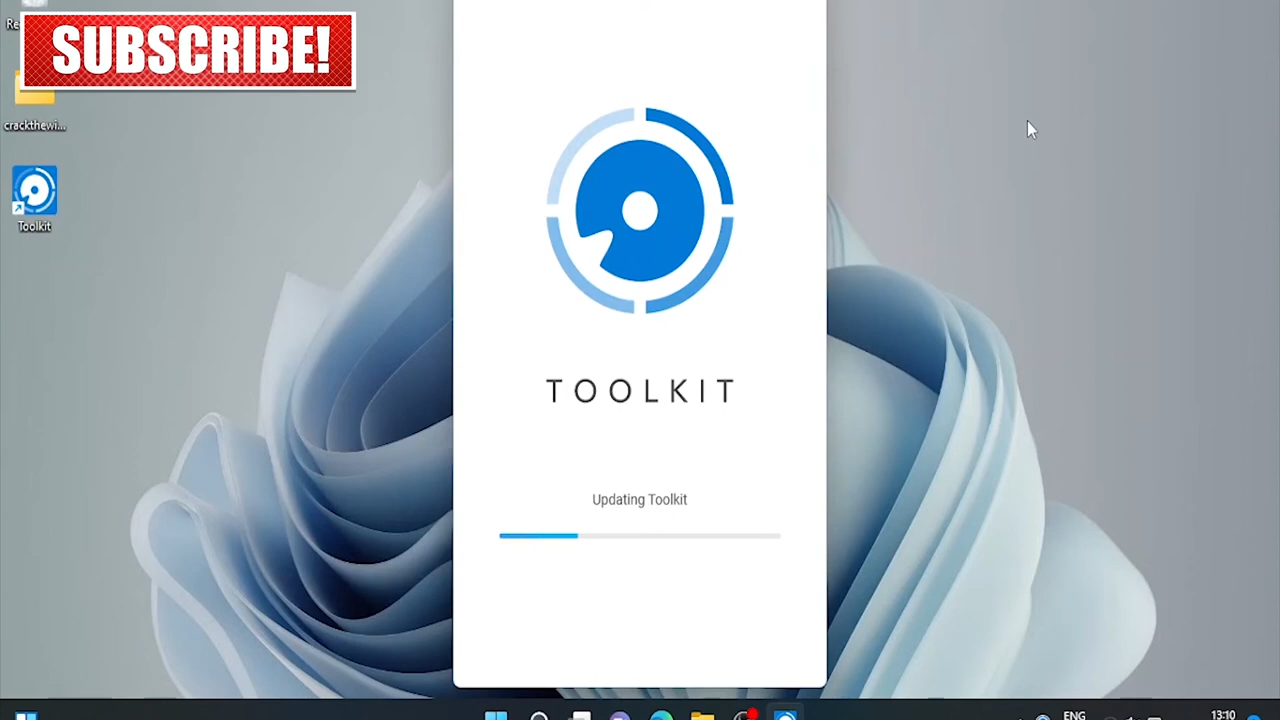 SUBSCRIBE!
crackthewi...
Toolkit
TOOLKIT
Updating Toolkit
ENG
13:10